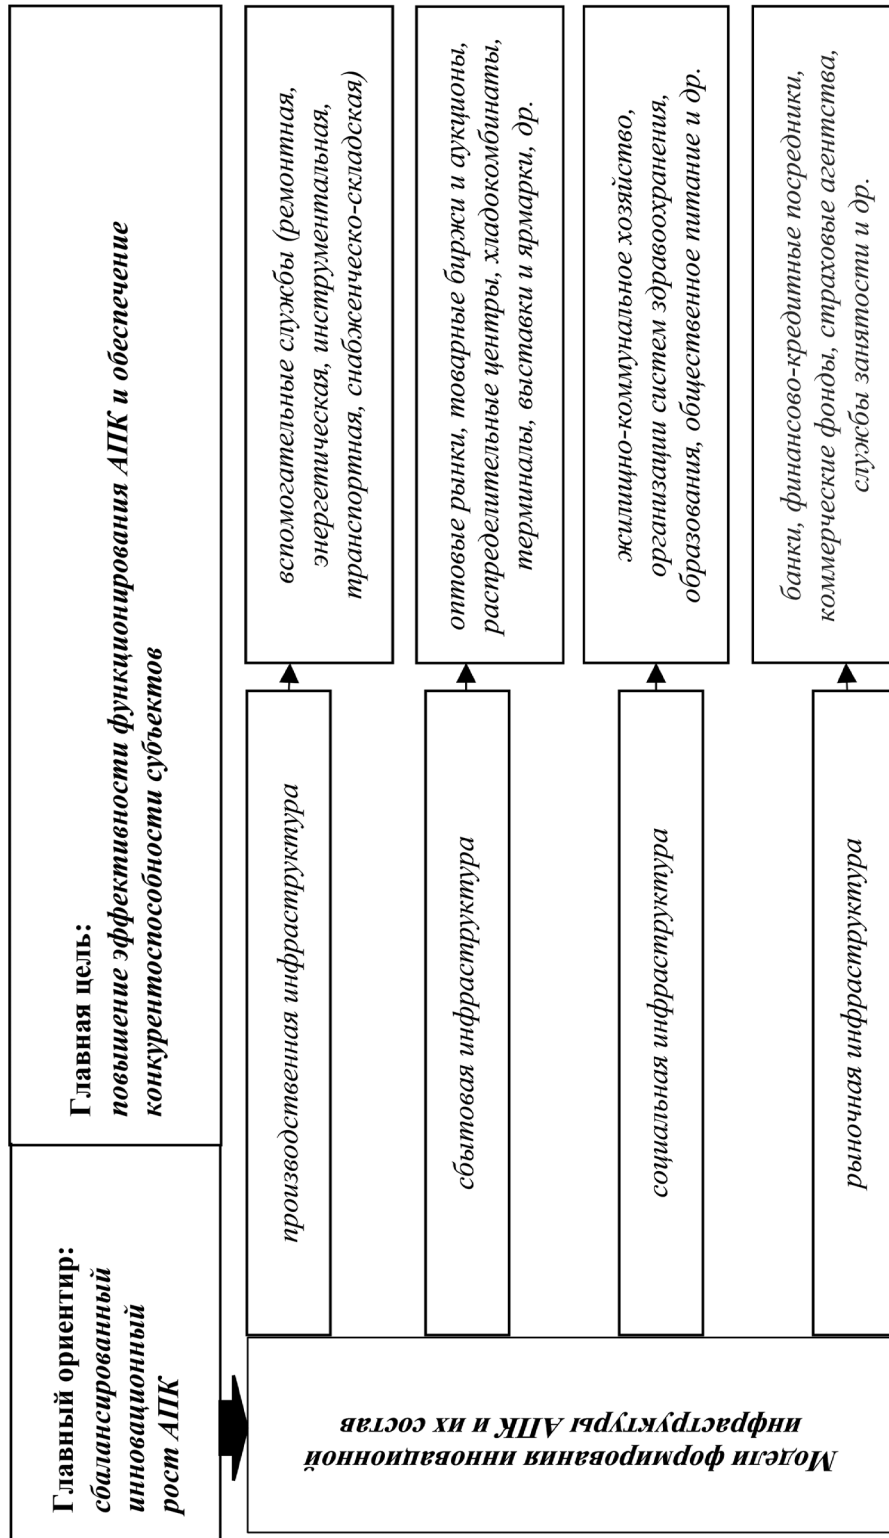 Главный ориентир:
сбалансированный
инновационный
рост АПК
Главная цель:
повышение эффективности функционирования АПК и обеспечение
конкурентоспособности субъектов
Модели формирования инновационной
инфраструктуры АПК и их состав
производственная инфраструктура
вспомогательные службы (ремонтная,
энергетическая, инструментальная,
транспортная, снабженческо-складская)
сбытовая инфраструктура
оптовые рынки, товарные биржи и аукционы,
распределительные центры, хладокомбинаты,
терминалы, выставки и ярмарки, др.
социальная инфраструктура
жилищно-коммунальное хозяйство,
организации систем здравоохранения,
образования, общественное питание и др.
рыночная инфраструктура
банки, финансово-кредитные посредники,
коммерческие фонды, страховые агентства,
службы занятости и др.